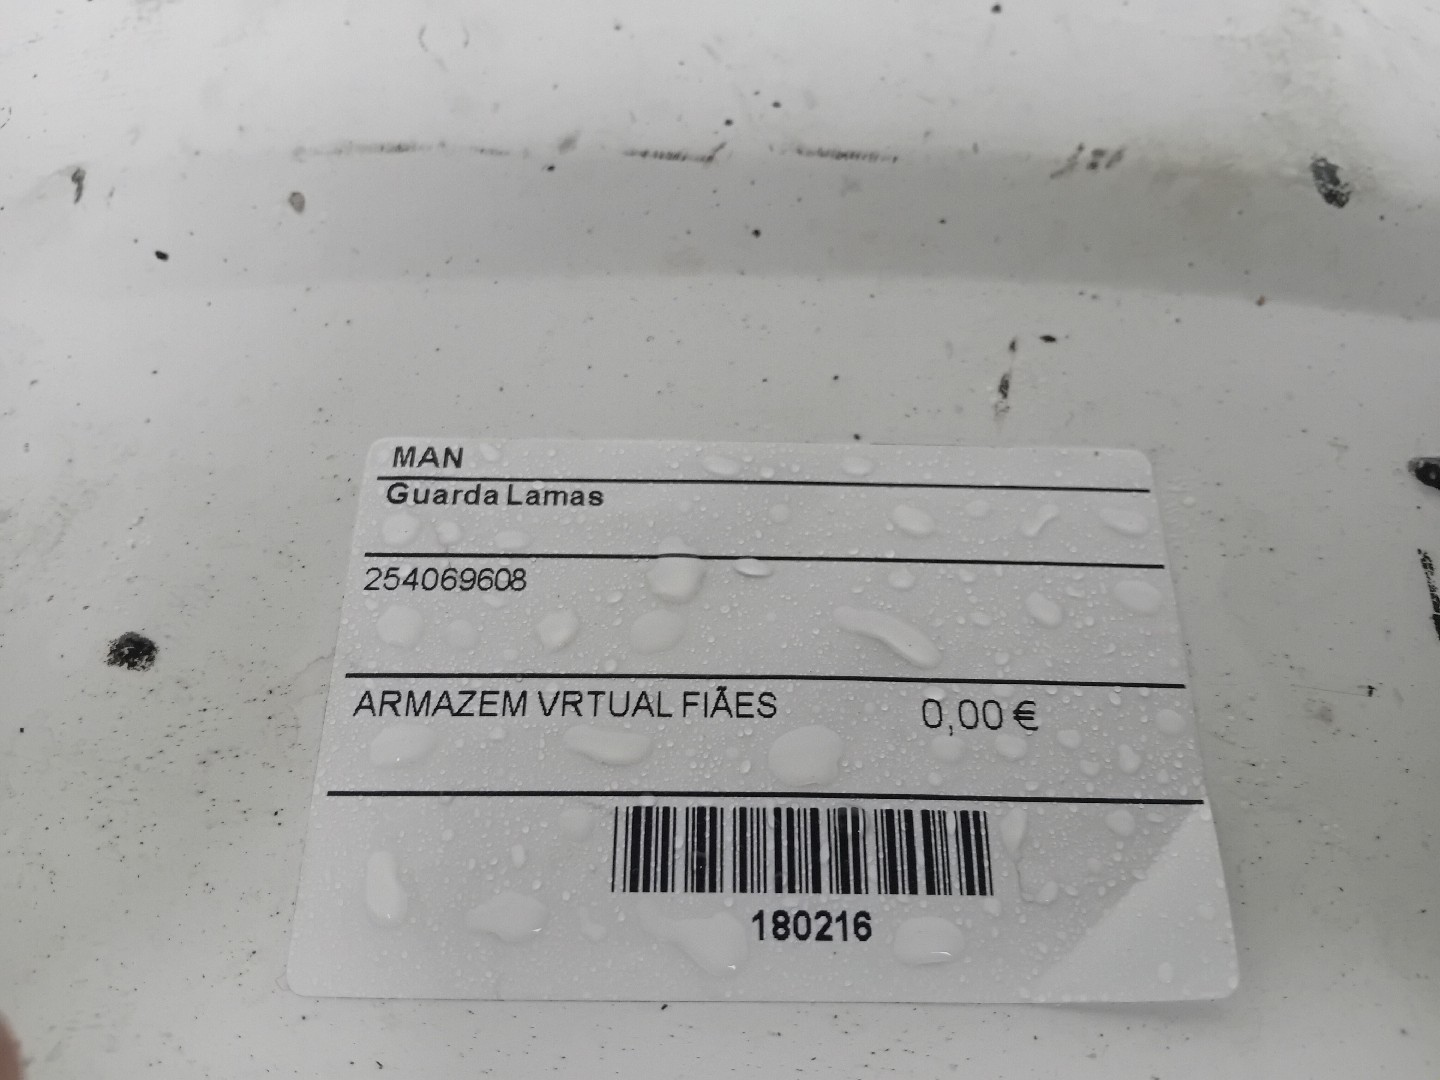 MAN
Guarda Lamas
254069608
ARMAZEM VRTUAL FIÃES 0,00 €
180216